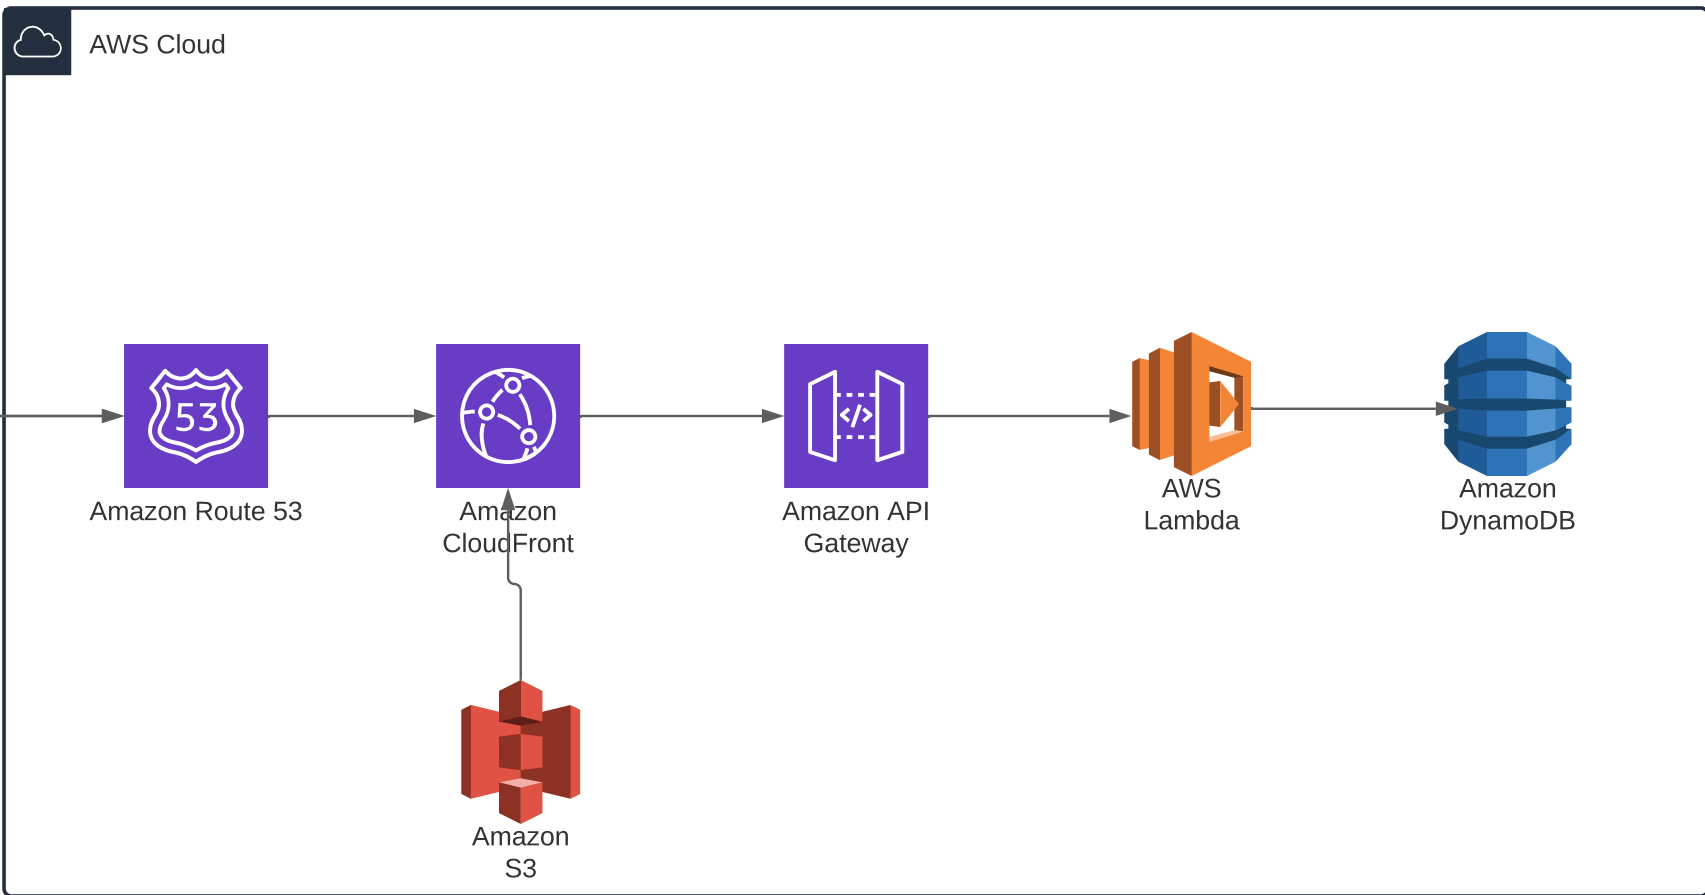 AWS Cloud
53
</>
Amazon Route 53
Amazon
CloudFront
Amazon API
Gateway
AWS
Lambda
Amazon
DynamoDB
Amazon
S3